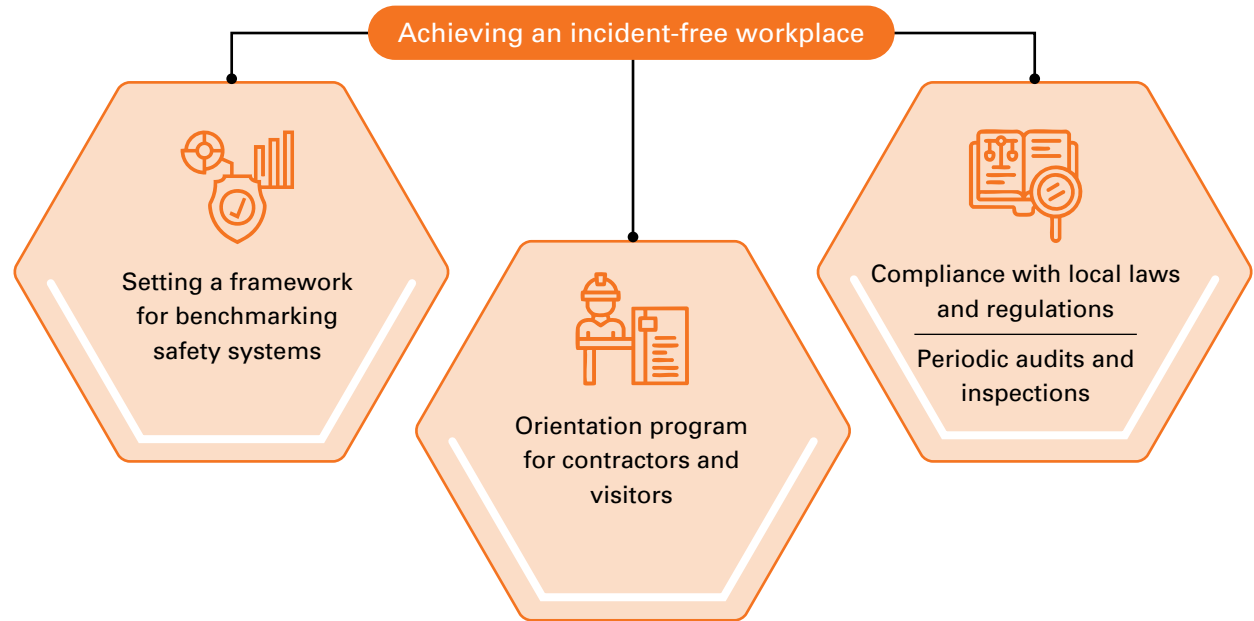 Achieving an incident-free workplace
Setting a framework
for benchmarking
safety systems
Orientation program
for contractors and
visitors
Compliance with local laws
and regulations
Periodic audits and
inspections